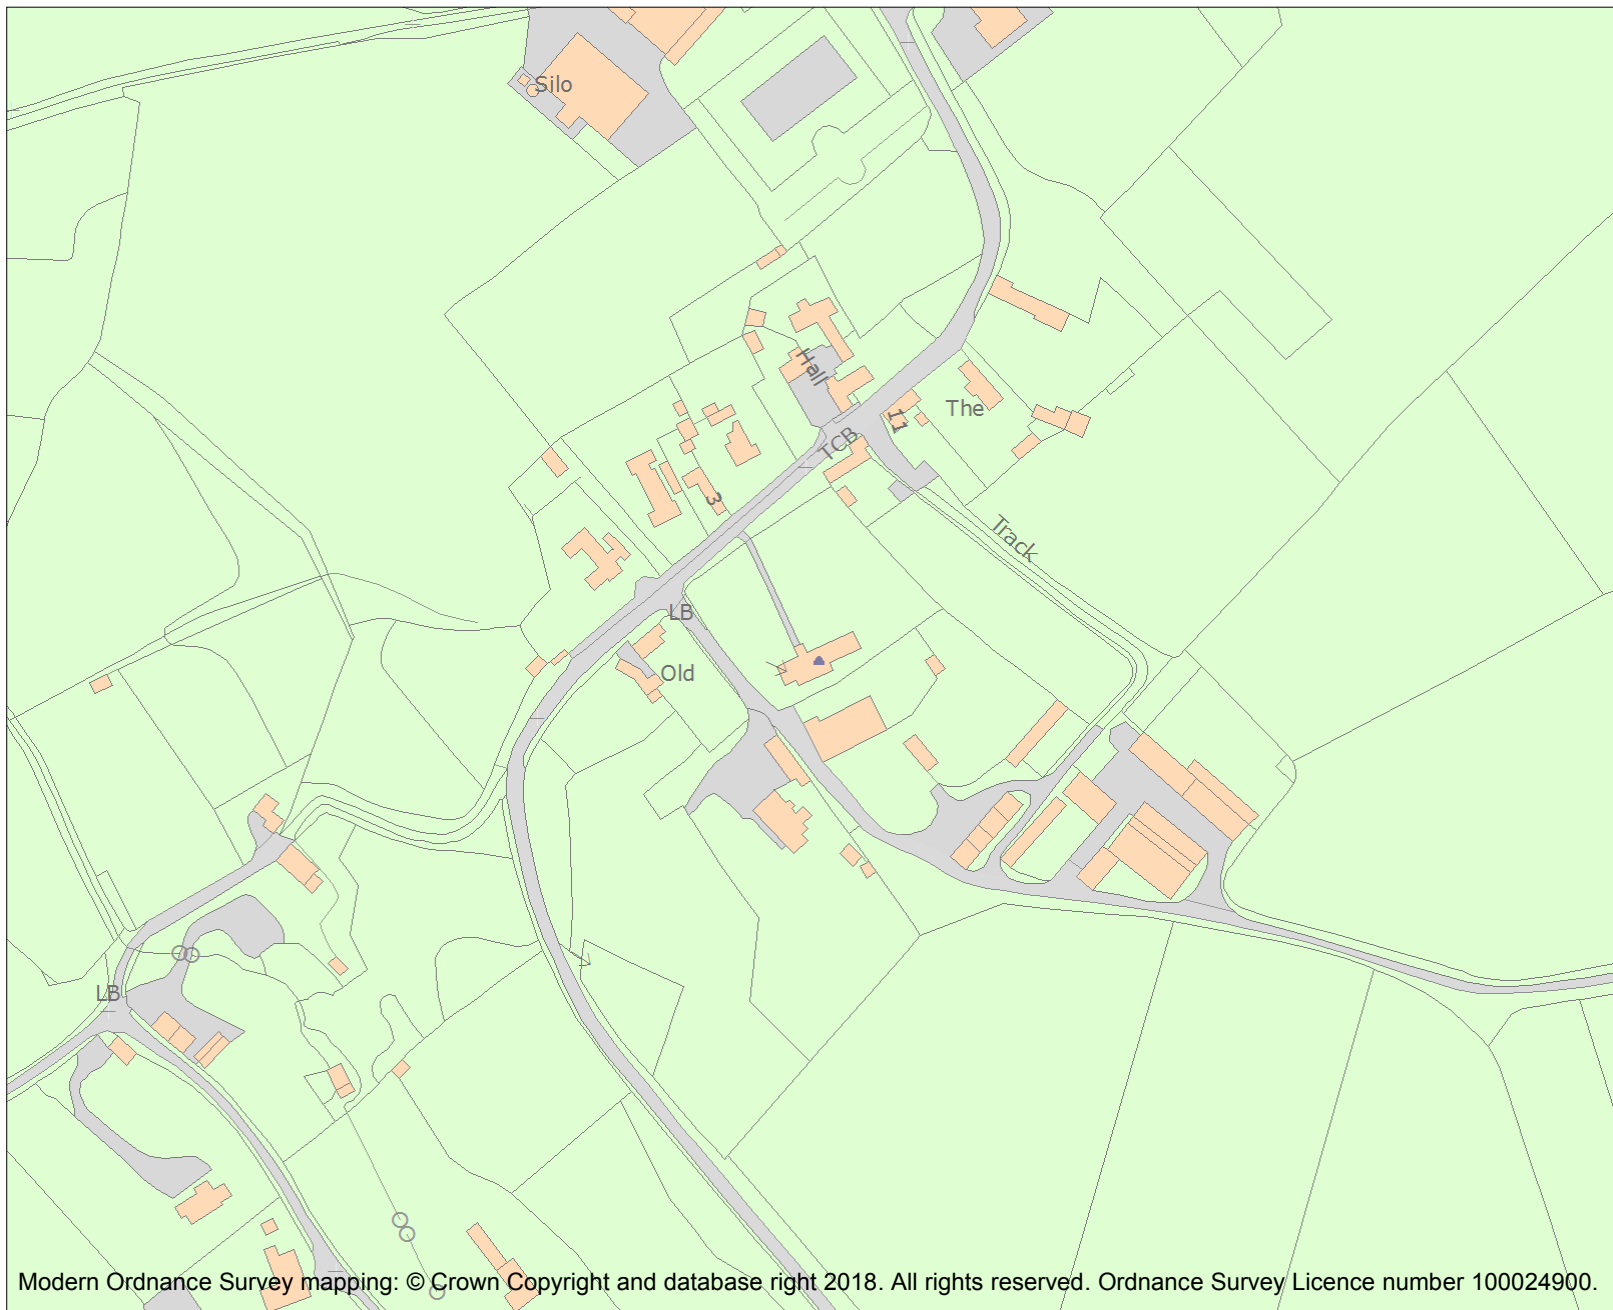 Silo
Hall
11
The
TCB
3
Track
LB
Old
LB
Modern Ordnance Survey mapping: © Crown Copyright and database right 2018. All rights reserved. Ordnance Survey Licence number 100024900.